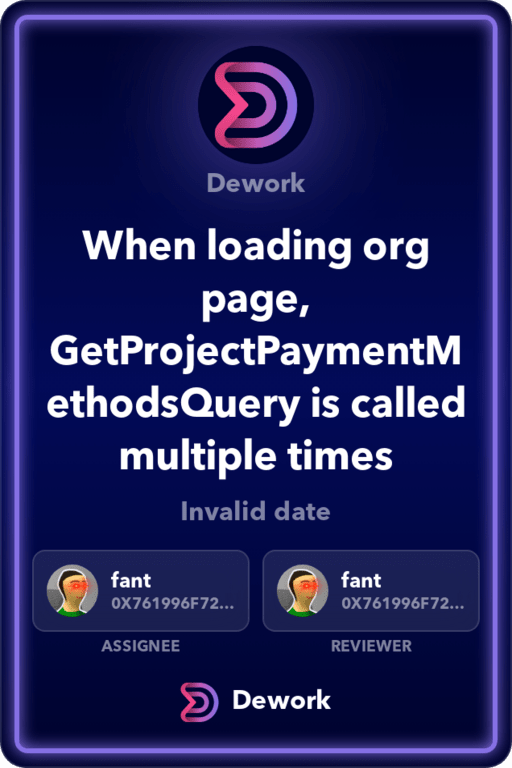 Dework
When loading org
page,
GetProjectPaymentM
ethodsQuery is called
multiple times
Invalid date
fant
0X761996F72...
fant
0X761996F72...
ASSIGNEE
REVIEWER
Dework